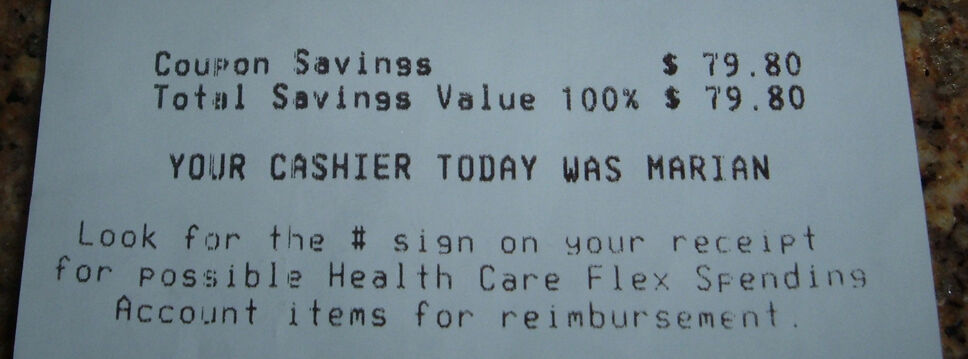 Coupon Savings $ 79.80
Total Savings Value 100% $ 79.80
YOUR CASHIER TODAY WAS MARIAN
Look for the # sign on your receipt
for possible Health Care Flex Spending
Account items for reimbursement.